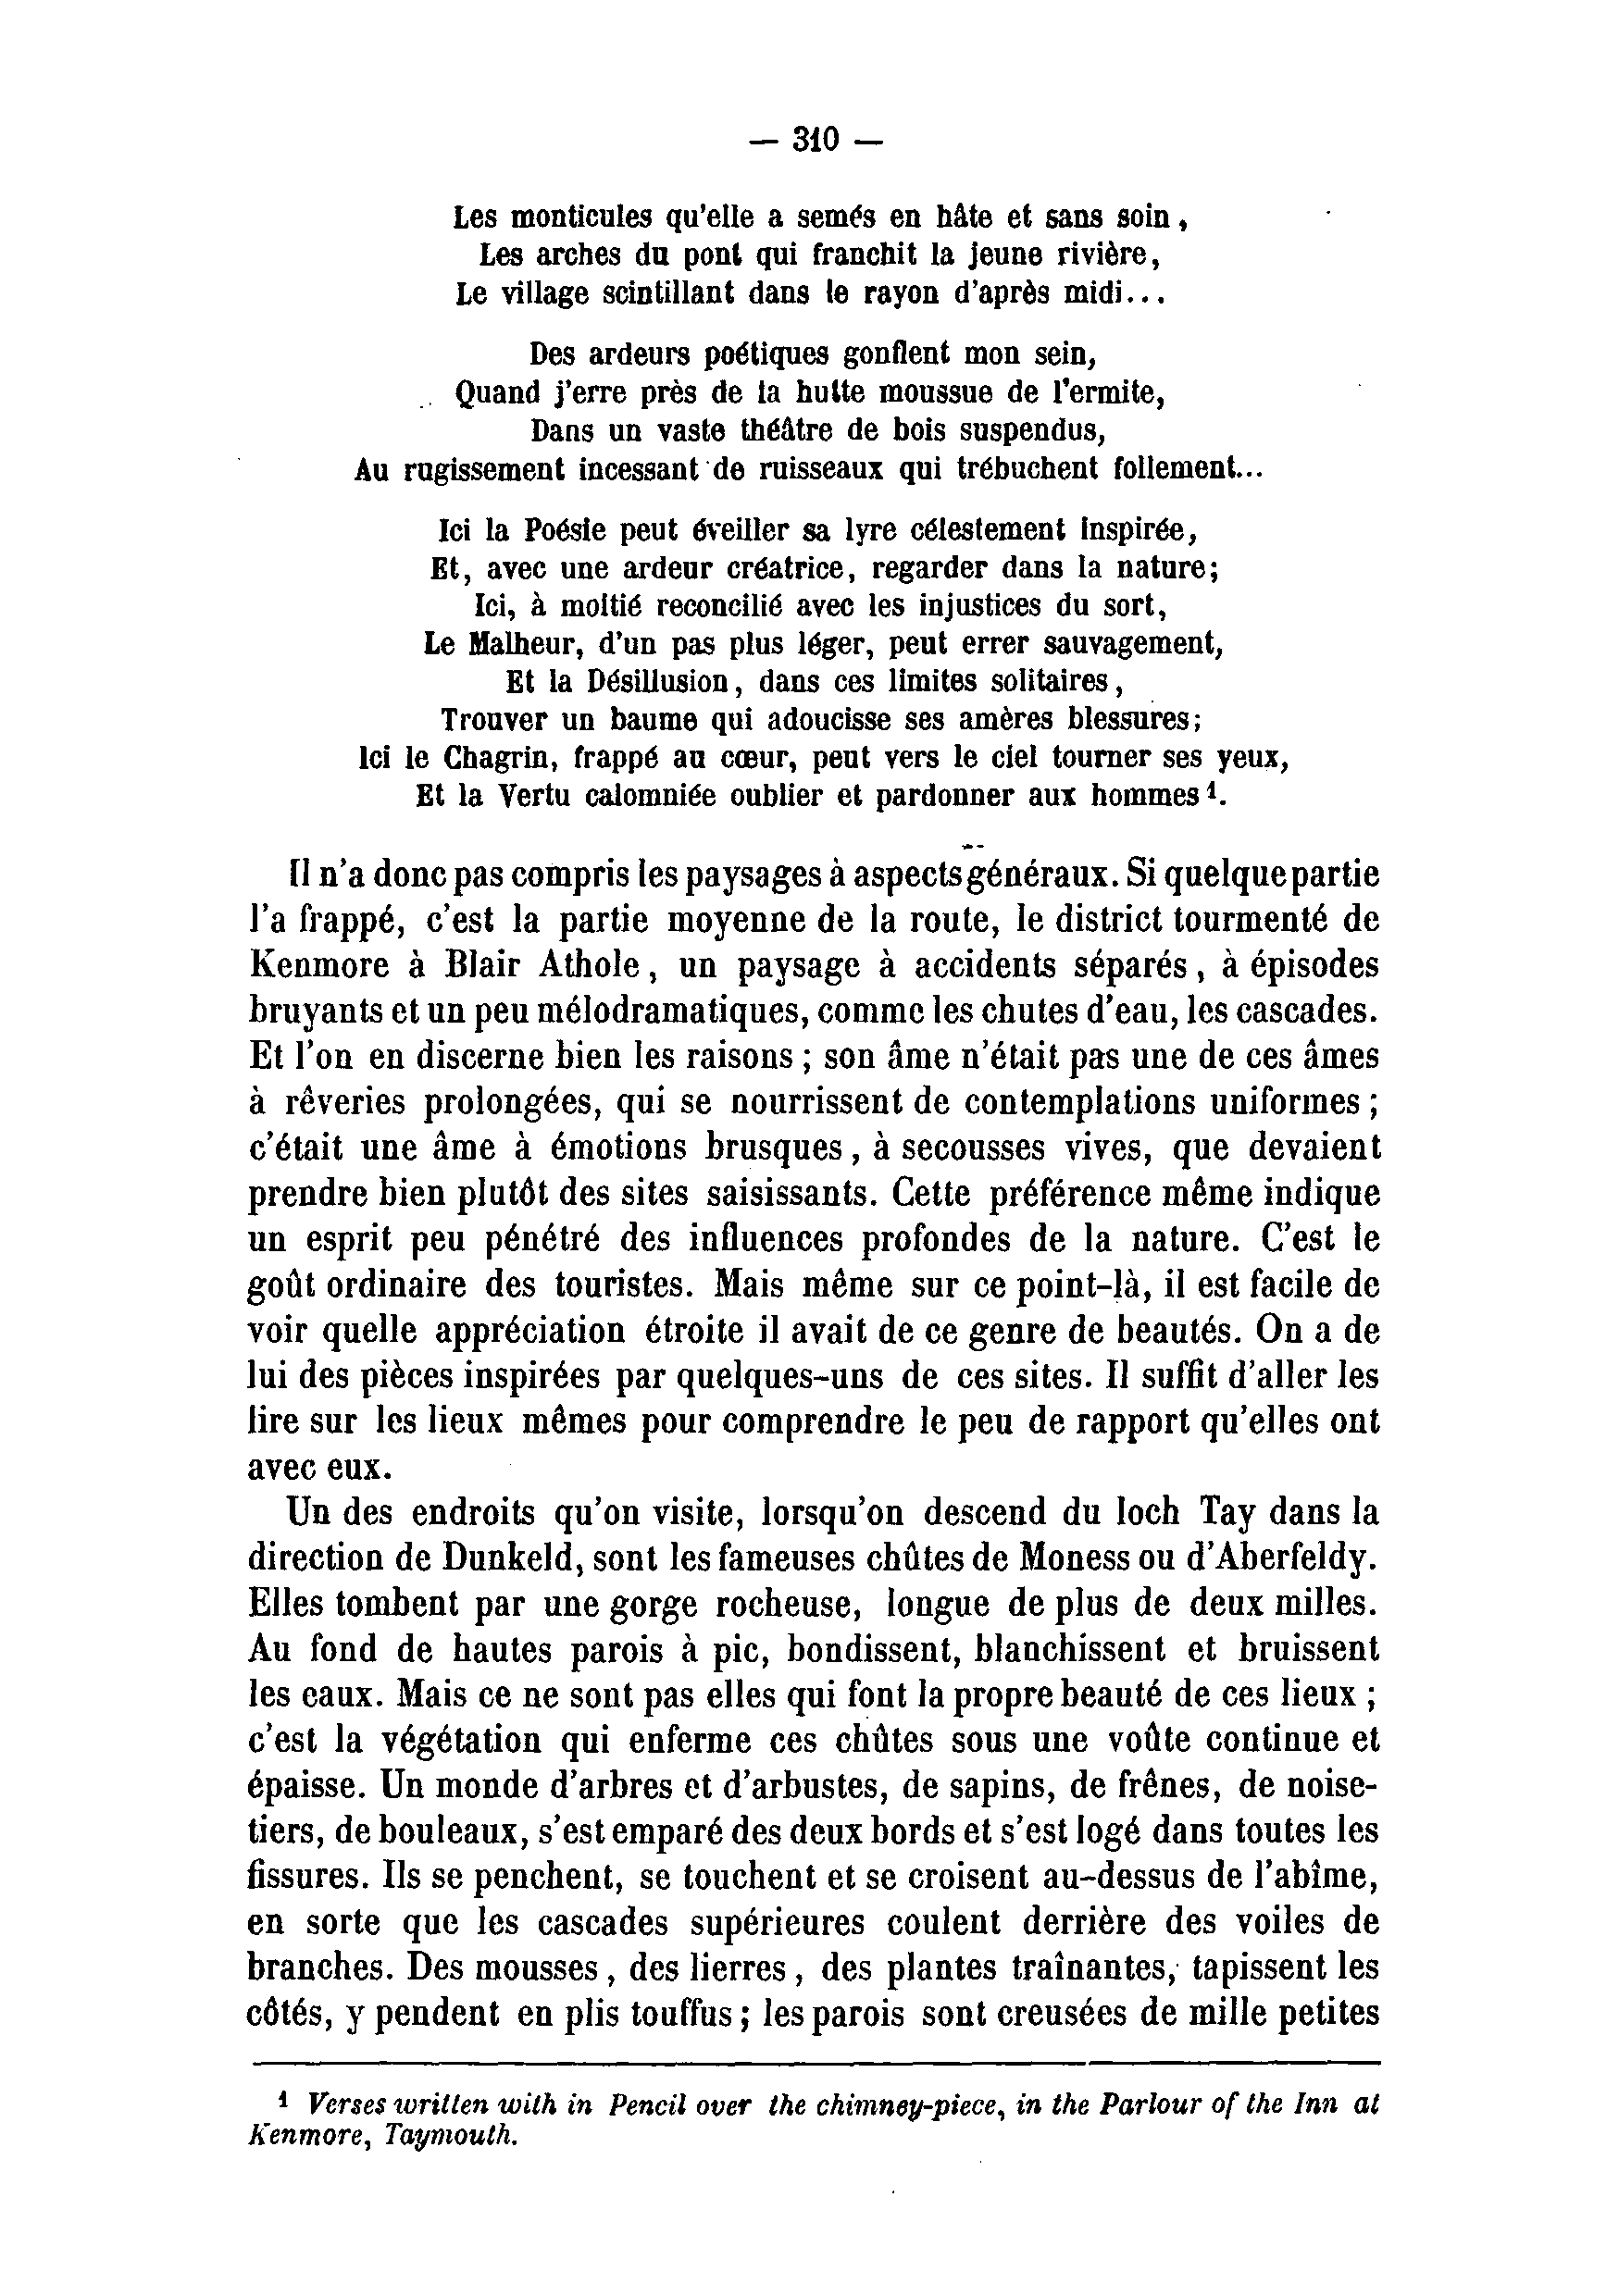 — 310 —
Les monticules qu'elle a semés en hâte et sans soin,
Les arches du pont qui franchit la jeune rivière,
Le village scintillant dans le rayon d'après midi...
Des ardeurs poétiques gonflent mon sein,
Quand j'erre près de la hutte moussue de l'ermite,
Dans un vaste théâtre de bois suspendus,
Au rugissement incessant de ruisseaux qui trébuchent follement...
Ici la Poésie peut éveiller sa lyre célestement inspirée,
Et, avec une ardeur créatrice, regarder dans la nature;
Ici, à moitié reconcilié avec les injustices du sort,
Le Malheur, d'un pas plus léger, peut errer sauvagement,
Et la Désillusion, dans ces limites solitaires,
Trouver un baume qui adoucisse ses amères blessures;
Ici le Chagrin, frappé au cœur, peut vers le ciel tourner ses yeux,
Et la Vertu calomniée oublier et pardonner aux hommes ¹.
Il n'a donc pas compris les paysages à aspects généraux. Si quelque partie
l'a frappé, c'est la partie moyenne de la route, le district tourmenté de
Kenmore à Blair Athole, un paysage à accidents séparés, à épisodes
bruyants et un peu mélodramatiques, comme les chutes d'eau, les cascades.
Et l'on en discerne bien les raisons ; son âme n'était pas une de ces âmes
à rêveries prolongées, qui se nourrissent de contemplations uniformes ;
c'était une âme à émotions brusques, à secousses vives, que devaient
prendre bien plutôt des sites saisissants. Cette préférence même indique
un esprit peu pénétré des influences profondes de la nature. C'est le
goût ordinaire des touristes. Mais même sur ce point-là, il est facile de
voir quelle appréciation étroite il avait de ce genre de beautés. On a de
lui des pièces inspirées par quelques-uns de ces sites. Il suffit d'aller les
lire sur les lieux mêmes pour comprendre le peu de rapport qu'elles ont
avec eux.
Un des endroits qu'on visite, lorsqu'on descend du loch Tay dans la
direction de Dunkeld, sont les fameuses chûtes de Moness ou d'Aberfeldy.
Elles tombent par une gorge rocheuse, longue de plus de deux milles.
Au fond de hautes parois à pic, bondissent, blanchissent et bruissent
les eaux. Mais ce ne sont pas elles qui font la propre beauté de ces lieux ;
c'est la végétation qui enferme ces chûtes sous une voûte continue et
épaisse. Un monde d'arbres et d'arbustes, de sapins, de frênes, de noise-
tiers, de bouleaux, s'est emparé des deux bords et s'est logé dans toutes les
fissures. Ils se penchent, se touchent et se croisent au-dessus de l'abîme,
en sorte que les cascades supérieures coulent derrière des voiles de
branches. Des mousses, des lierres, des plantes traînantes, tapissent les
côtés, y pendent en plis touffus ; les parois sont creusées de mille petites
¹ Verses written with in Pencil over the chimney-piece, in the Parlour of the Inn at
Kenmore, Taymouth.